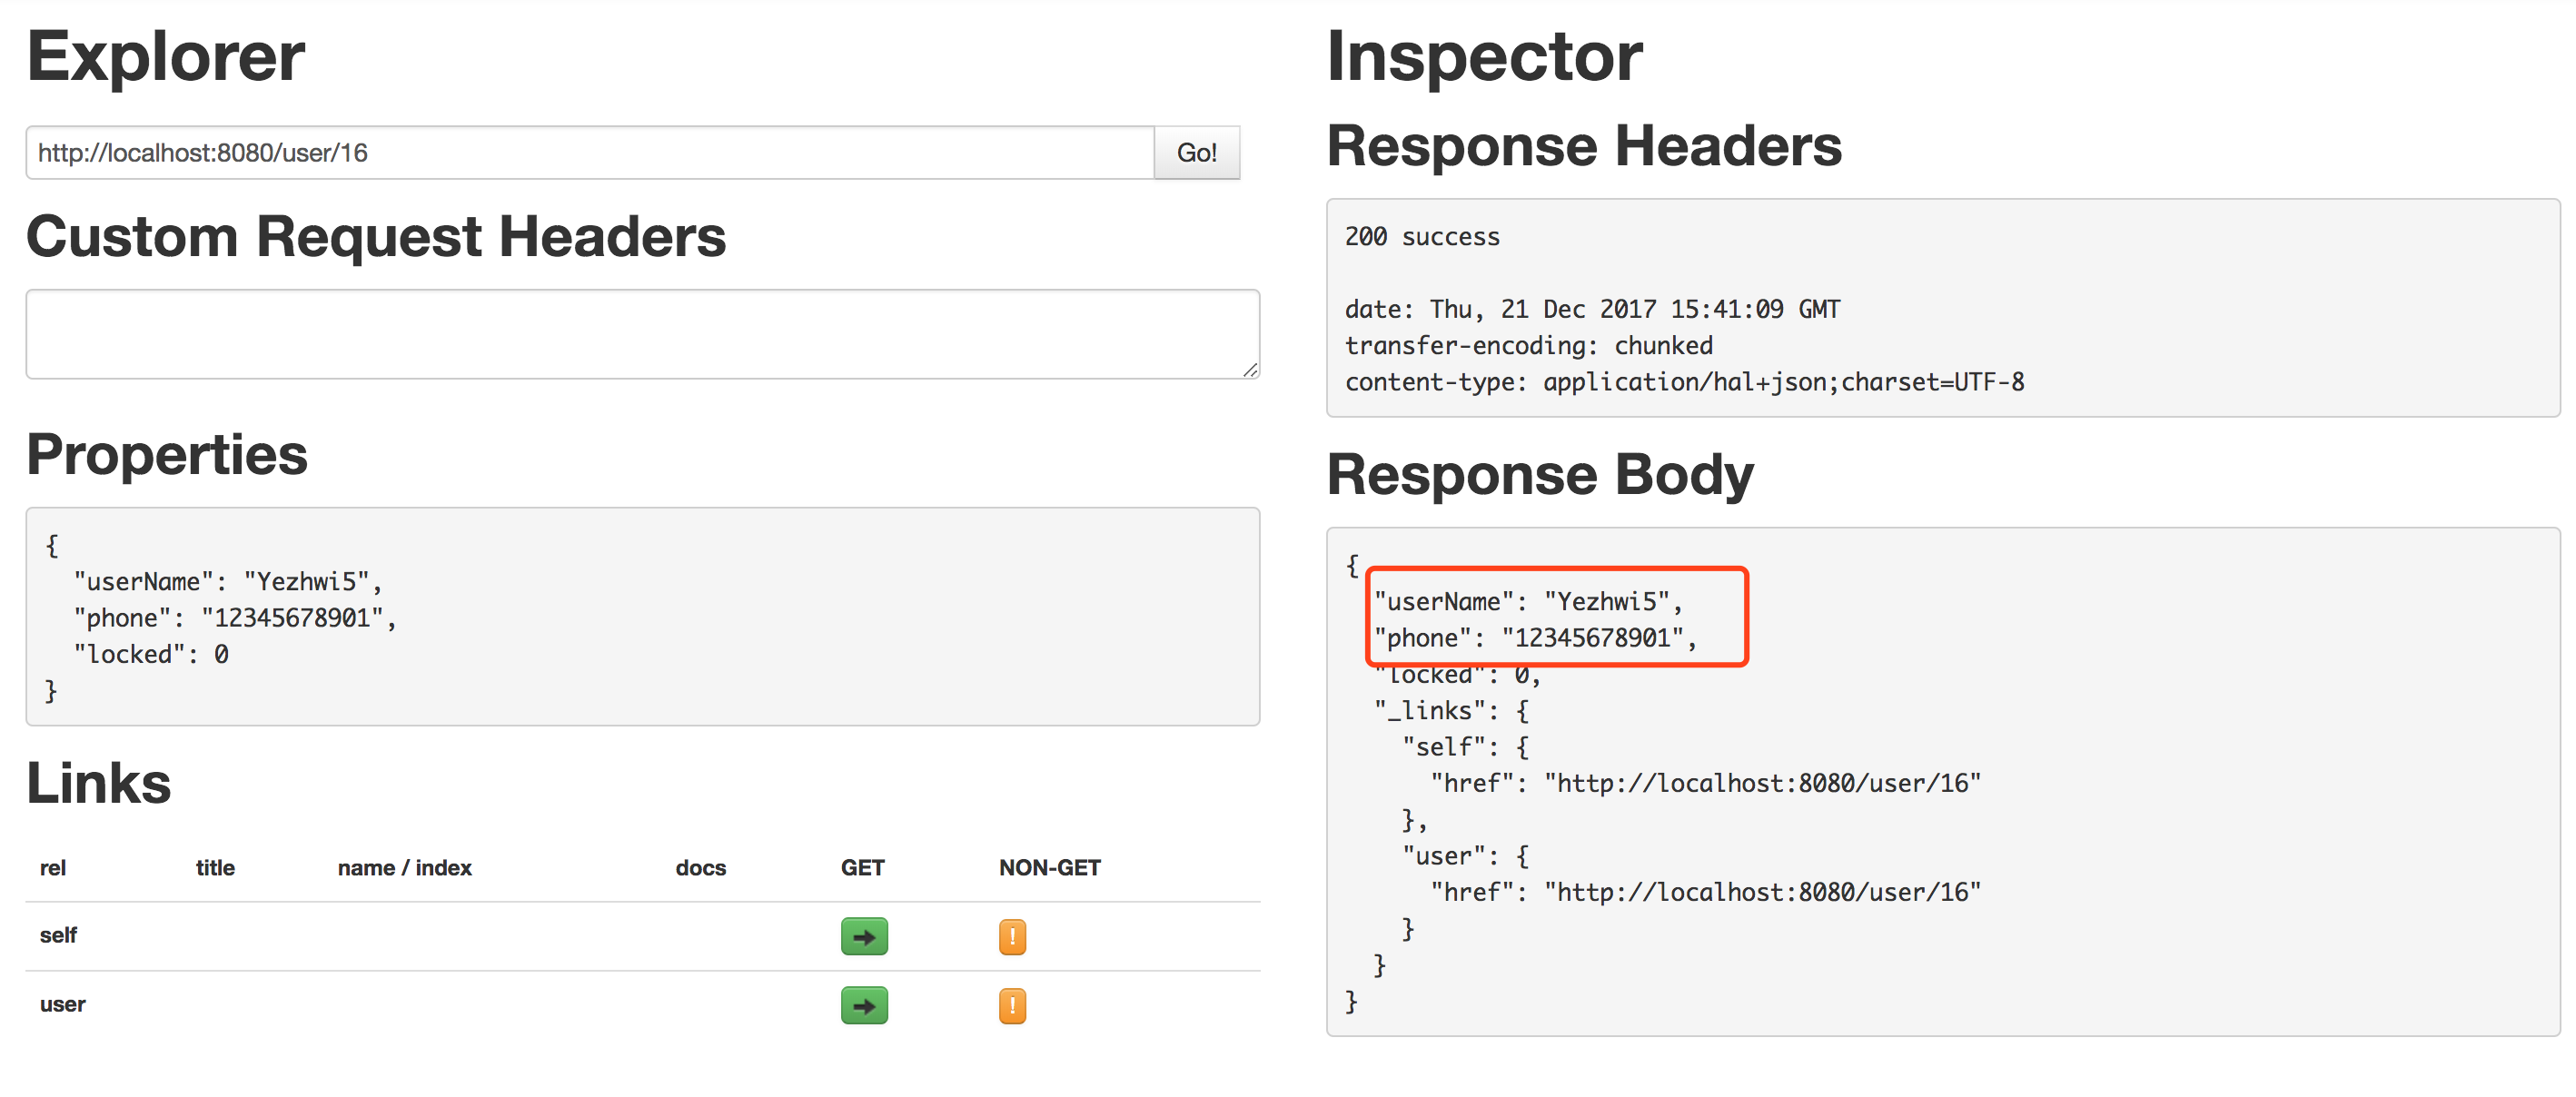 Explorer
http://localhost:8080/user/16
Go!
Custom Request Headers
Properties
{
"userName": "Yezhwi5",
"phone": "12345678901",
"locked": 0
}
Links
rel title name / index docs GET NON-GET
self
!
user
!
Inspector
Response Headers
200 success
date: Thu, 21 Dec 2017 15:41:09 GMT
transfer-encoding: chunked
content-type: application/hal+json;charset=UTF-8
Response Body
{
"userName": "Yezhwi5",
"phone": "12345678901",
"locked": 0,
"_links": {
"self": {
"href": "http://localhost:8080/user/16"
},
"user": {
"href": "http://localhost:8080/user/16"
}
}
}